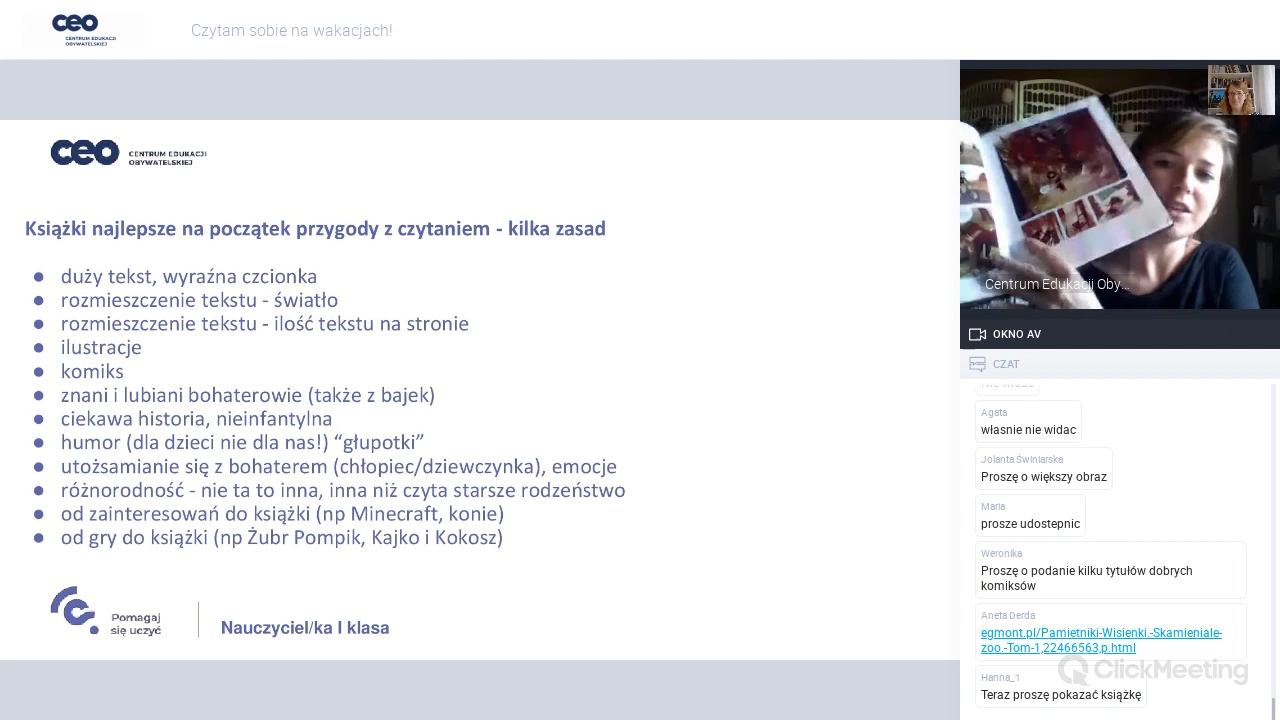 ceo
CENTRUM EDUKACJI
OBYWATELSKIEJ
Czytam sobie na wakacjach!
ceo
CENTRUM EDUKACJI
OBYWATELSKIEJ
Książki najlepsze na początek przygody z czytaniem - kilka zasad
● duży tekst, wyraźna czcionka
● rozmieszczenie tekstu - światło
● rozmieszczenie tekstu - ilość tekstu na stronie
● ilustracje
● komiks
● znani i lubiani bohaterowie (także z bajek)
● ciekawa historia, nieinfantylna
● humor (dla dzieci nie dla nas!) “głupotki”
● utożsamianie się z bohaterem (chłopiec/dziewczynka), emocje
● różnorodność - nie ta to inna, inna niż czyta starsze rodzeństwo
● od zainteresowań do książki (np Minecraft, konie)
● od gry do książki (np Żubr Pompik, Kajko i Kokosz)
Pomagaj
się uczyć
Nauczyciel/ka I klasa
Centrum Edukacji Oby...
OKNO AV
CZAT
Agata
własnie nie widac
Jolanta Świniarska
Proszę o większy obraz
Maria
prosze udostepnic
Weronika
Proszę o podanie kilku tytułów dobrych
komiksów
Aneta Derda
egmont.pl/Pamietniki-Wisienki.-Skamieniale-
zoo.-Tom-1,22466563,p.html
Hanna_1
Teraz proszę pokazać książkę
ClickMeeting